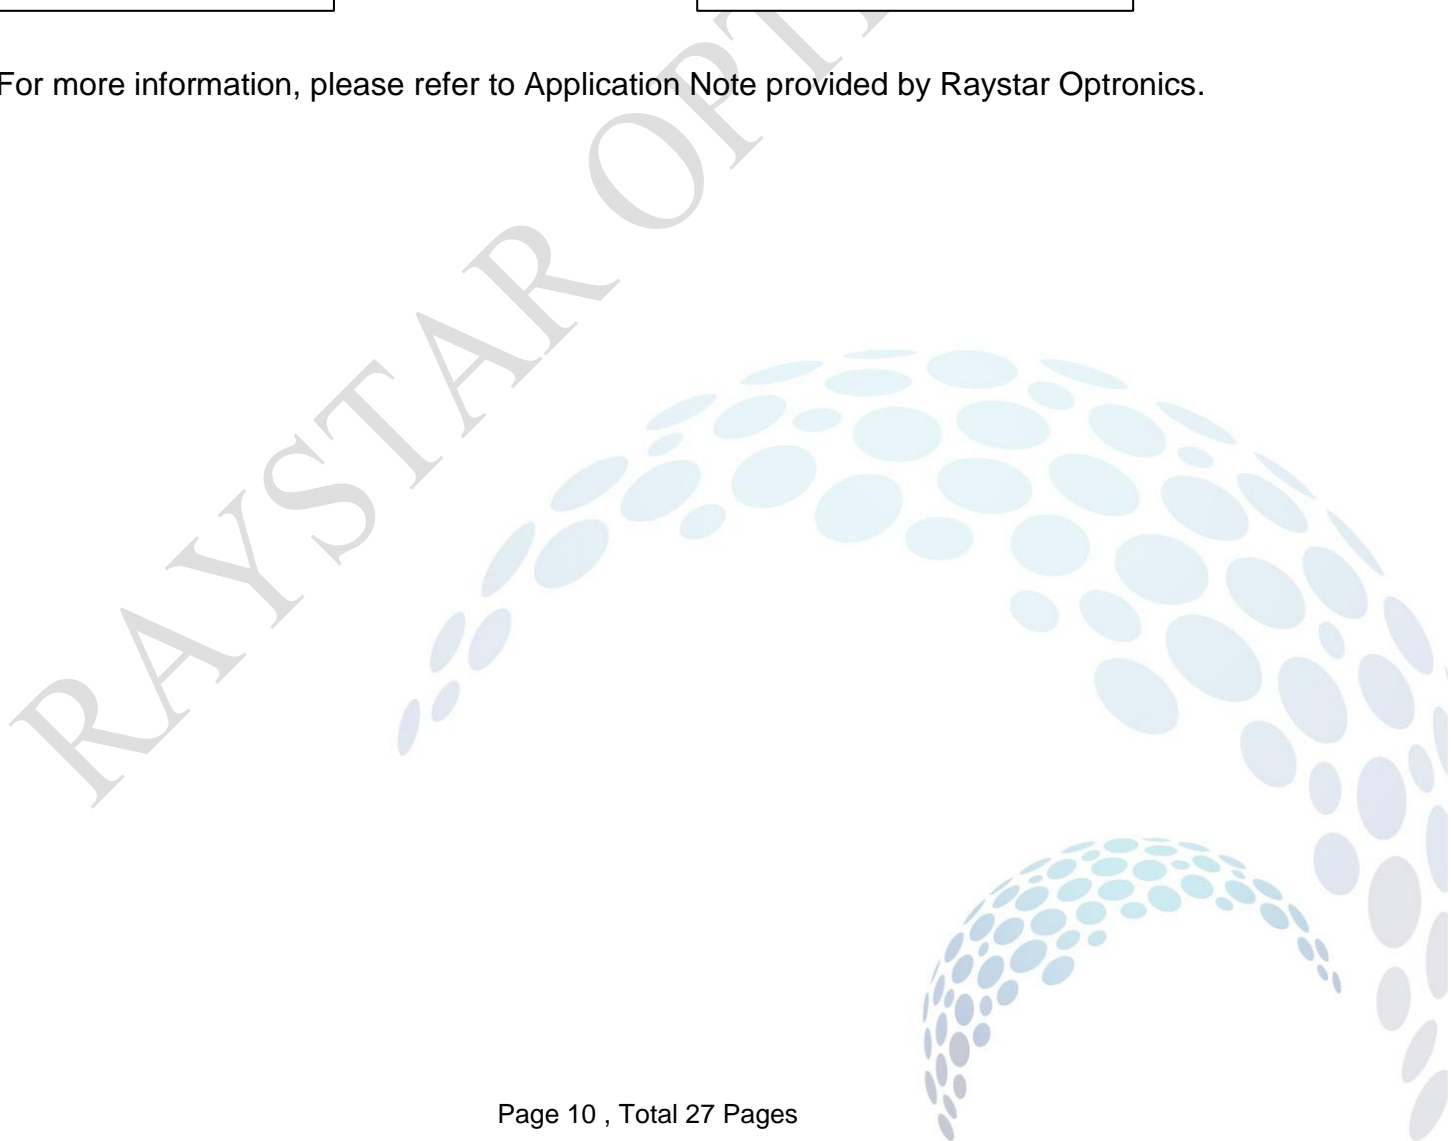 For more information, please refer to Application Note provided by Raystar Optronics.
RAYSTAR OPT
Page 10 , Total 27 Pages